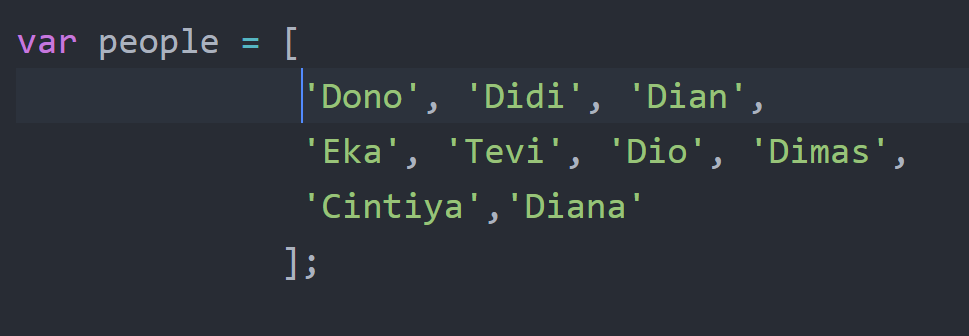 var people = [
'Dono', 'Didi', 'Dian',
'Eka', 'Tevi', 'Dio', 'Dimas',
'Cintiya','Diana'
];